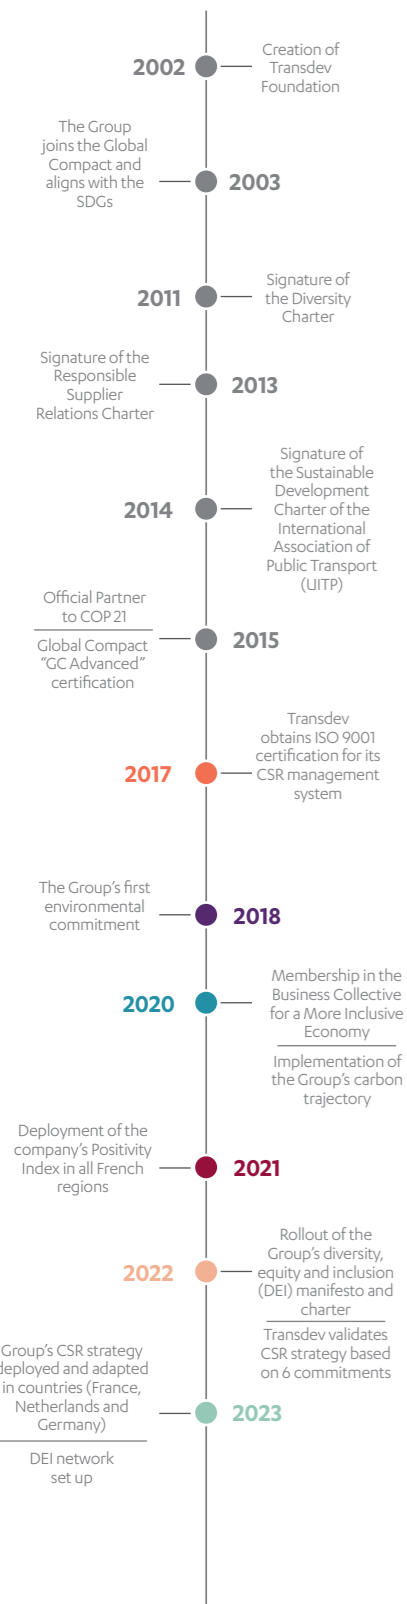 2002
Creation of
Transdev
Foundation
The Group
joins the Global
Compact and
aligns with the
SDGs
2003
2011
Signature of
the Diversity
Charter
Signature of the
Responsible
Supplier
Relations Charter
2013
2014
Signature of
the Sustainable
Development
Charter of the
International
Association of
Public Transport
(UITP)
Official Partner
to COP 21
Global Compact
“GC Advanced”
certification
2015
2017
Transdev
obtains ISO 9001
certification for its
CSR management
system
The Group’s first
environmental
commitment
2018
2020
Membership in the
Business Collective
for a More Inclusive
Economy
Implementation of
the Group’s carbon
trajectory
Deployment of the
company’s Positivity
Index in all French
regions
2021
2022
Rollout of the
Group’s diversity,
equity and inclusion
(DEI) manifesto and
charter
Transdev validates
CSR strategy based
on 6 commitments
Group’s CSR strategy
deployed and adapted
in countries (France,
Netherlands and
Germany)
DEI network
set up
2023